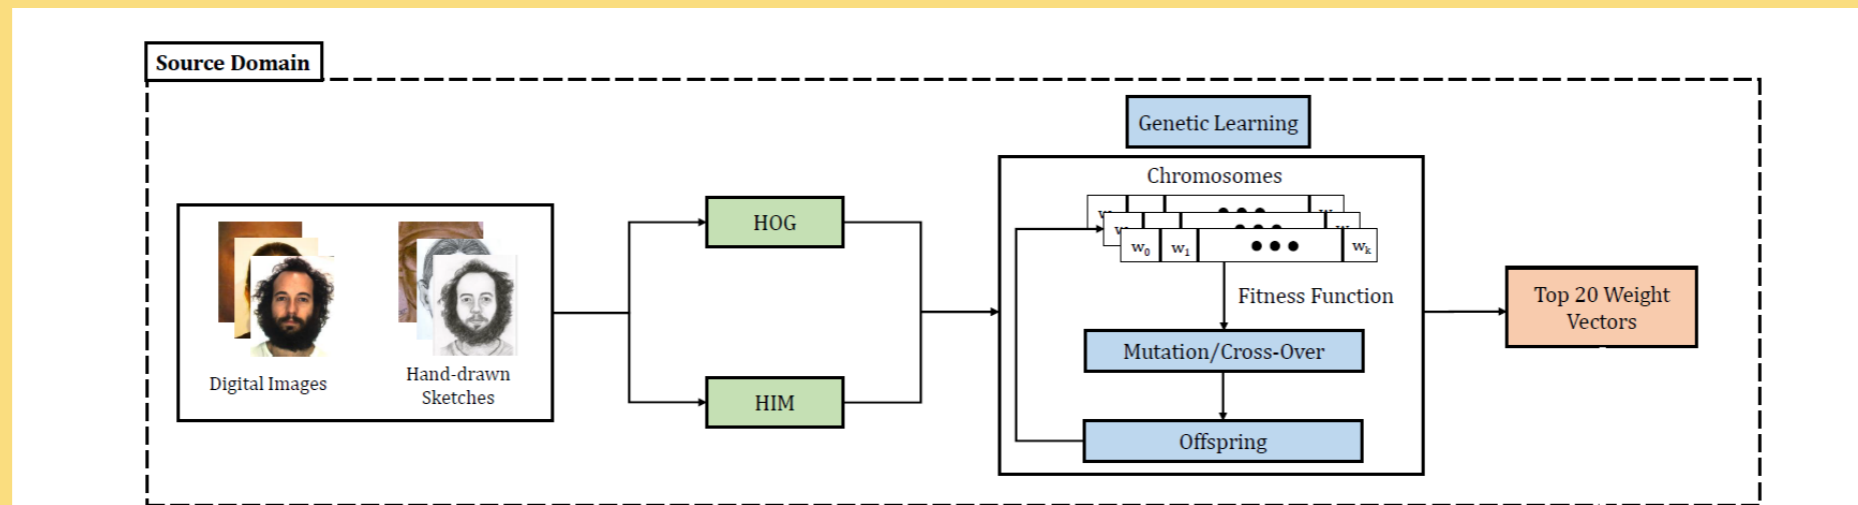 Source Domain
Genetic Learning
Chromosomes
w₀ w₁ ● ● ● wₖ
Fitness Function
Mutation/Cross-Over
Offspring
HOG
HIM
Digital Images
Hand-drawn
Sketches
Top 20 Weight
Vectors